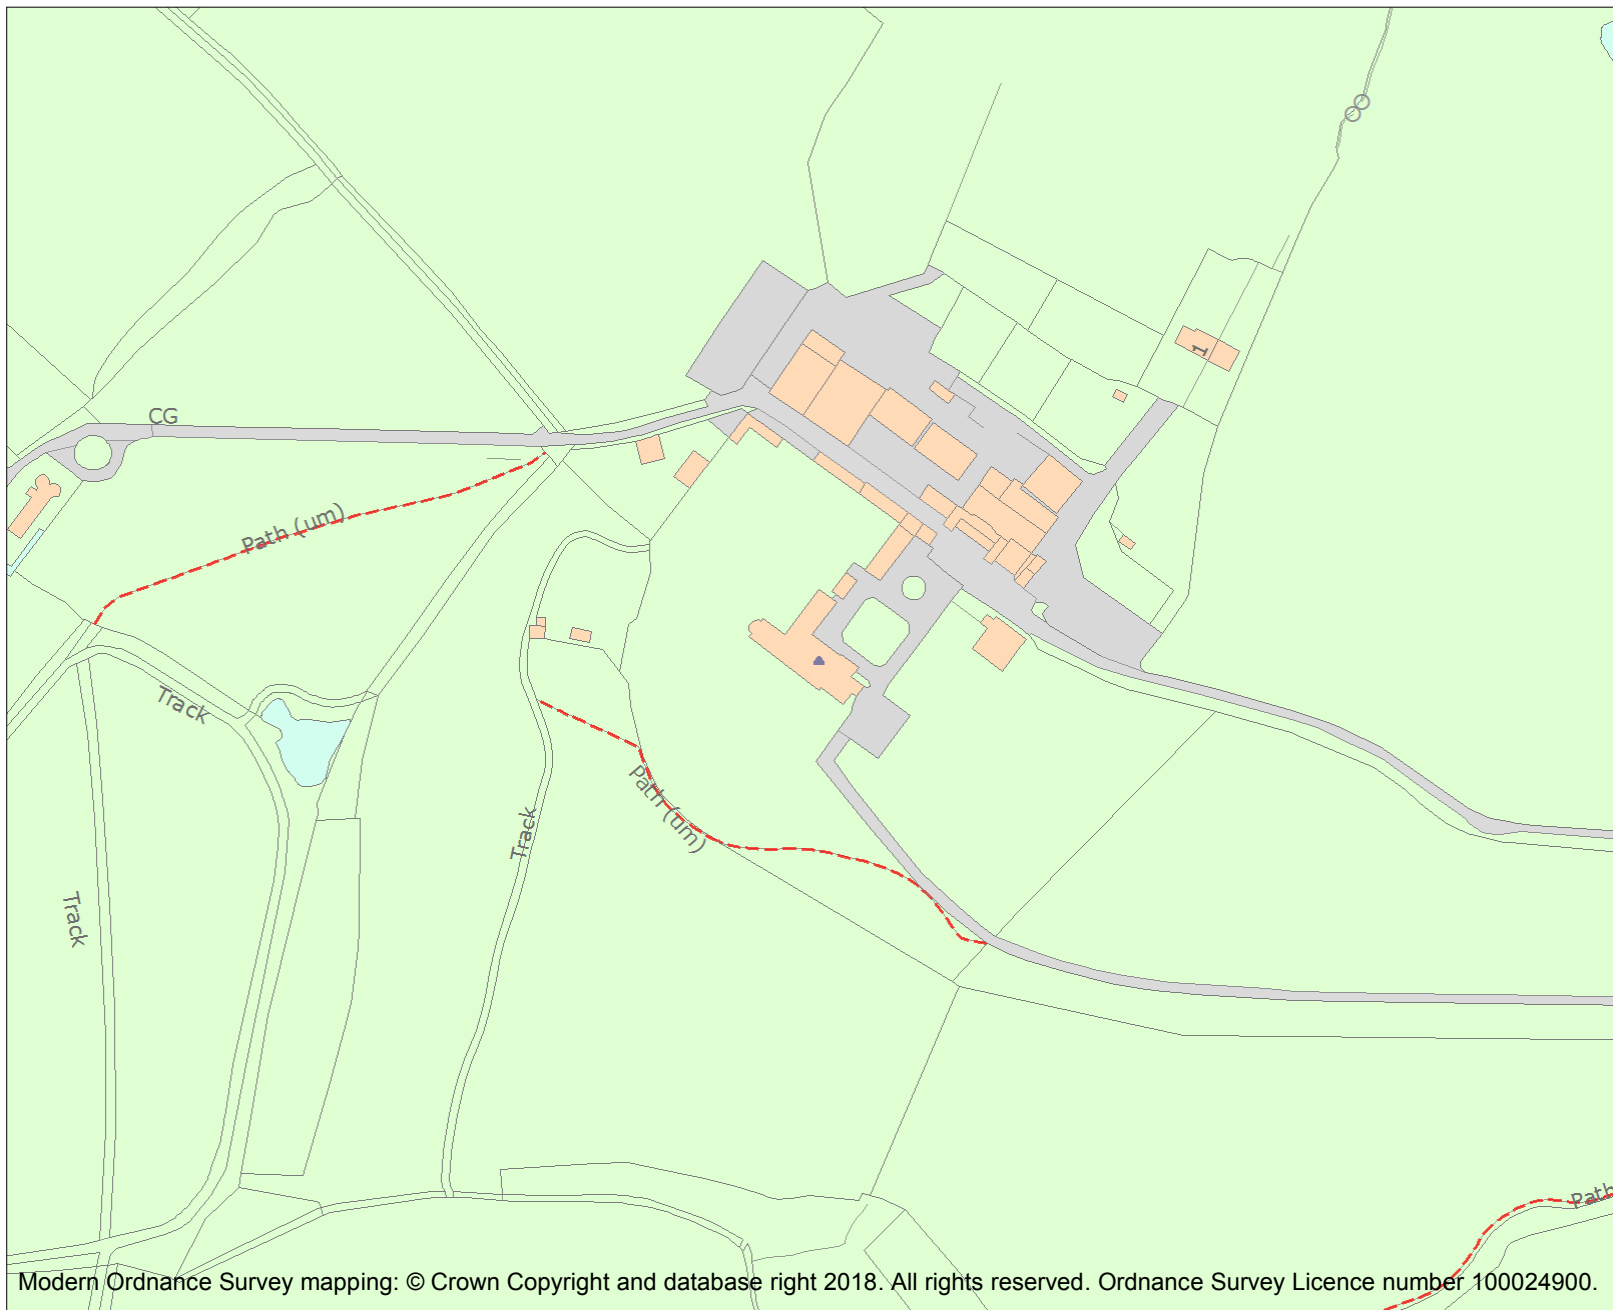 CG
1
Path (um)
Track
Path (um)
Track
Track
Path
Modern Ordnance Survey mapping: © Crown Copyright and database right 2018. All rights reserved. Ordnance Survey Licence number 100024900.